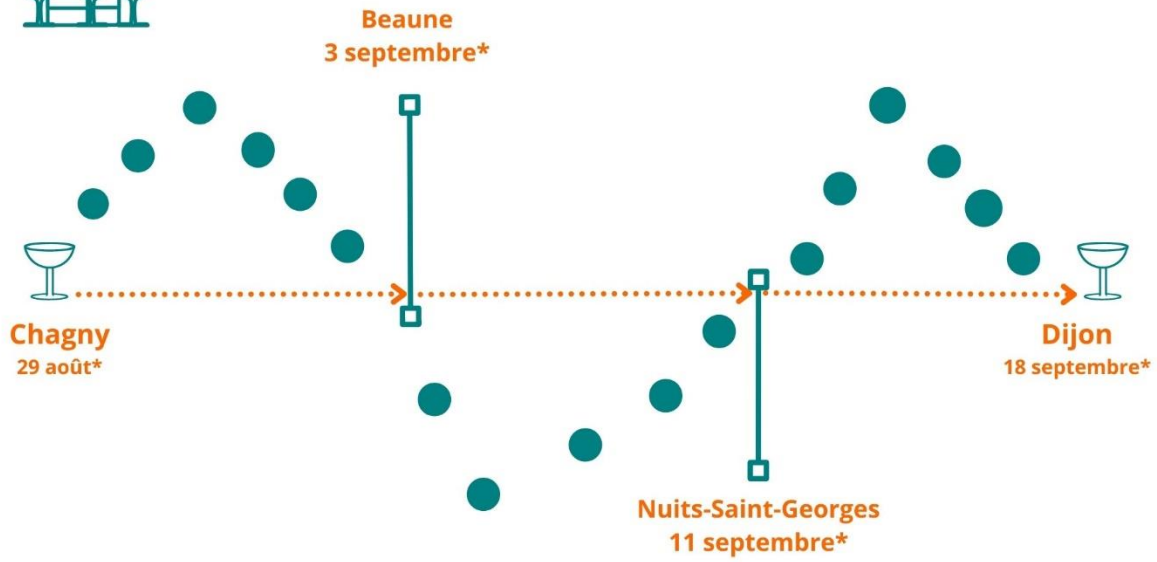 Beaune
3 septembre*
Chagny
29 août*
Dijon
18 septembre*
Nuits-Saint-Georges
11 septembre*